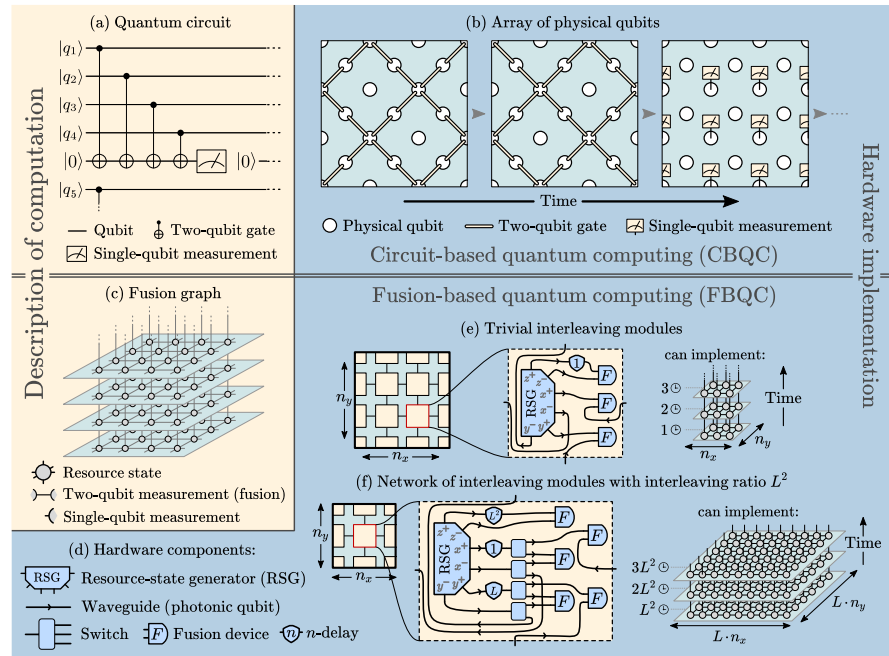 Description of computation
Hardware implementation
(a) Quantum circuit
|q1⟩
|q2⟩
|q3⟩
|q4⟩
|0⟩
|0⟩
|q5⟩
Qubit
Two-qubit gate
Single-qubit measurement
(b) Array of physical qubits
Time
Physical qubit
Two-qubit gate
Single-qubit measurement
Circuit-based quantum computing (CBQC)
Fusion-based quantum computing (FBQC)
(c) Fusion graph
Resource state
Two-qubit measurement (fusion)
Single-qubit measurement
(d) Hardware components:
RSG
Resource-state generator (RSG)
Waveguide (photonic qubit)
Switch
F
Fusion device
n
n-delay
(e) Trivial interleaving modules
n_y
n_x
RSG
z+
z−
x+
x−
y−
y+
1
F
F
F
can implement:
3
2
1
Time
n_x
n_y
(f) Network of interleaving modules with interleaving ratio L²
n_y
n_x
RSG
z+
z−
x+
x−
y−
y+
L²
1
L
F
F
F
F
F
can implement:
3L²
2L²
L²
Time
L · n_x
L · n_y